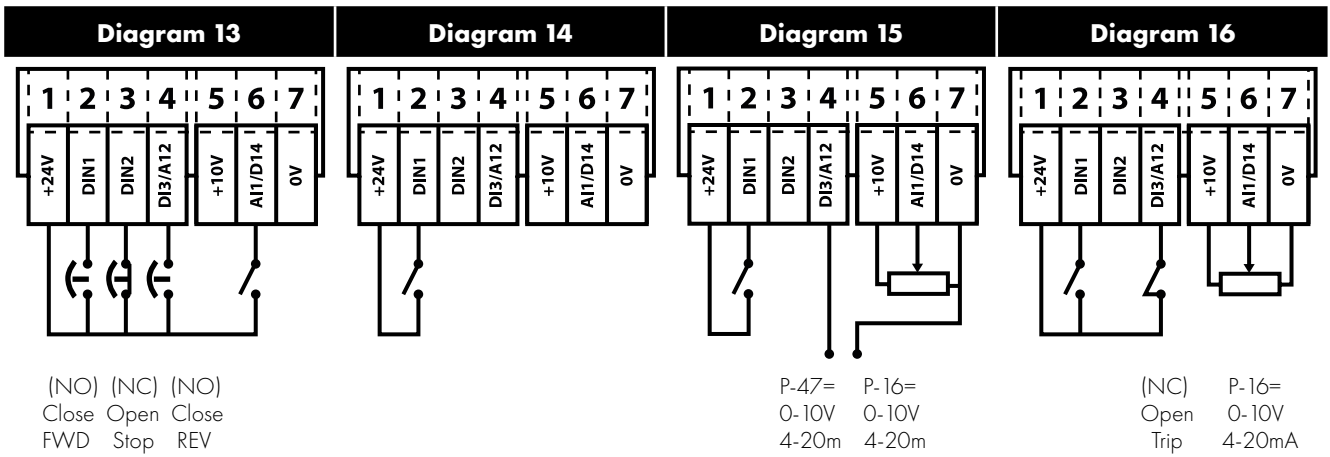 Diagram 13 Diagram 14 Diagram 15 Diagram 16
1 2 3 4 5 6 7 1 2 3 4 5 6 7 1 2 3 4 5 6 7 1 2 3 4 5 6 7
+24V DIN1 DIN2 DI3/A12 +10V AI1/D14 0V +24V DIN1 DIN2 DI3/A12 +10V AI1/D14 0V +24V DIN1 DIN2 DI3/A12 +10V AI1/D14 0V +24V DIN1 DIN2 DI3/A12 +10V AI1/D14 0V
(NO) (NC) (NO) P-47= P-16= (NC) P-16=
Close Open Close 0-10V 0-10V Open 0-10V
FWD Stop REV 4-20m 4-20m Trip 4-20mA